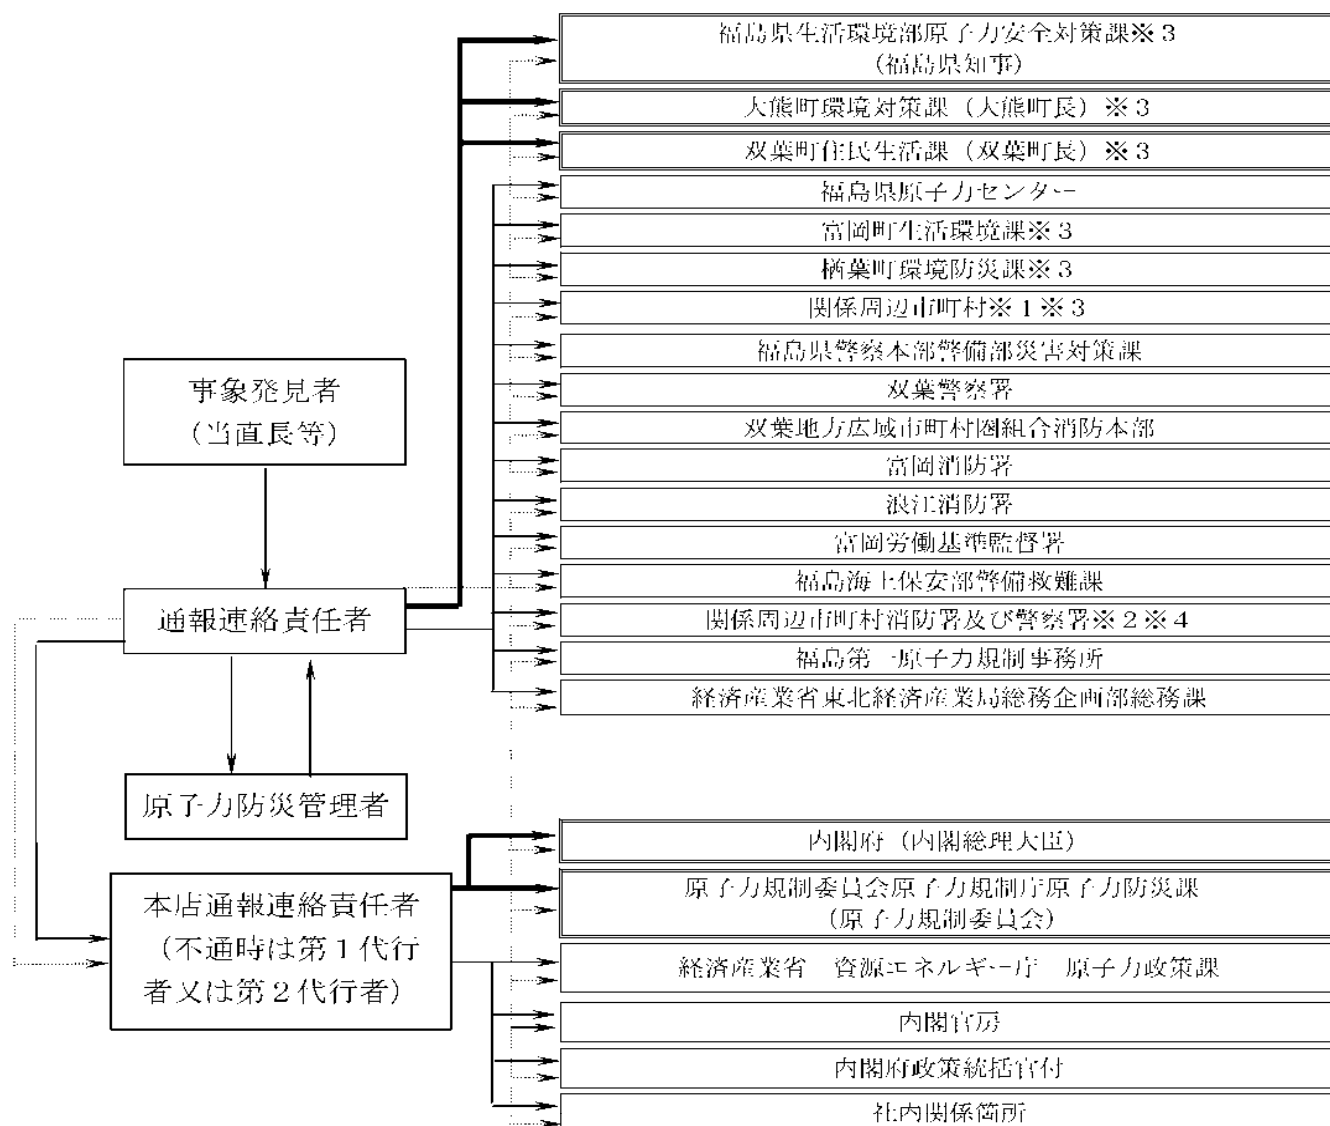 福島県生活環境部原子力安全対策課※3
(福島県知事)
大熊町環境対策課(大熊町長)※3
双葉町住民生活課(双葉町長)※3
福島県原子力センター
富岡町生活環境課※3
楢葉町環境防災課※3
関係周辺市町村※1※3
福島県警察本部警備部災害対策課
双葉警察署
双葉地方広域市町村圏組合消防本部
富岡消防署
浪江消防署
富岡労働基準監督署
福島海上保安部警備救難課
関係周辺市町村消防署及び警察署※2※4
福島第一原子力規制事務所
経済産業省東北経済産業局総務企画部総務課
事象発見者
(当直長等)
通報連絡責任者
原子力防災管理者
本店通報連絡責任者
(不通時は第1代行
者又は第2代行者)
内閣府(内閣総理大臣)
原子力規制委員会原子力規制庁原子力防災課
(原子力規制委員会)
経済産業省 資源エネルギー庁 原子力政策課
内閣官房
内閣府政策統括官付
社内関係箇所